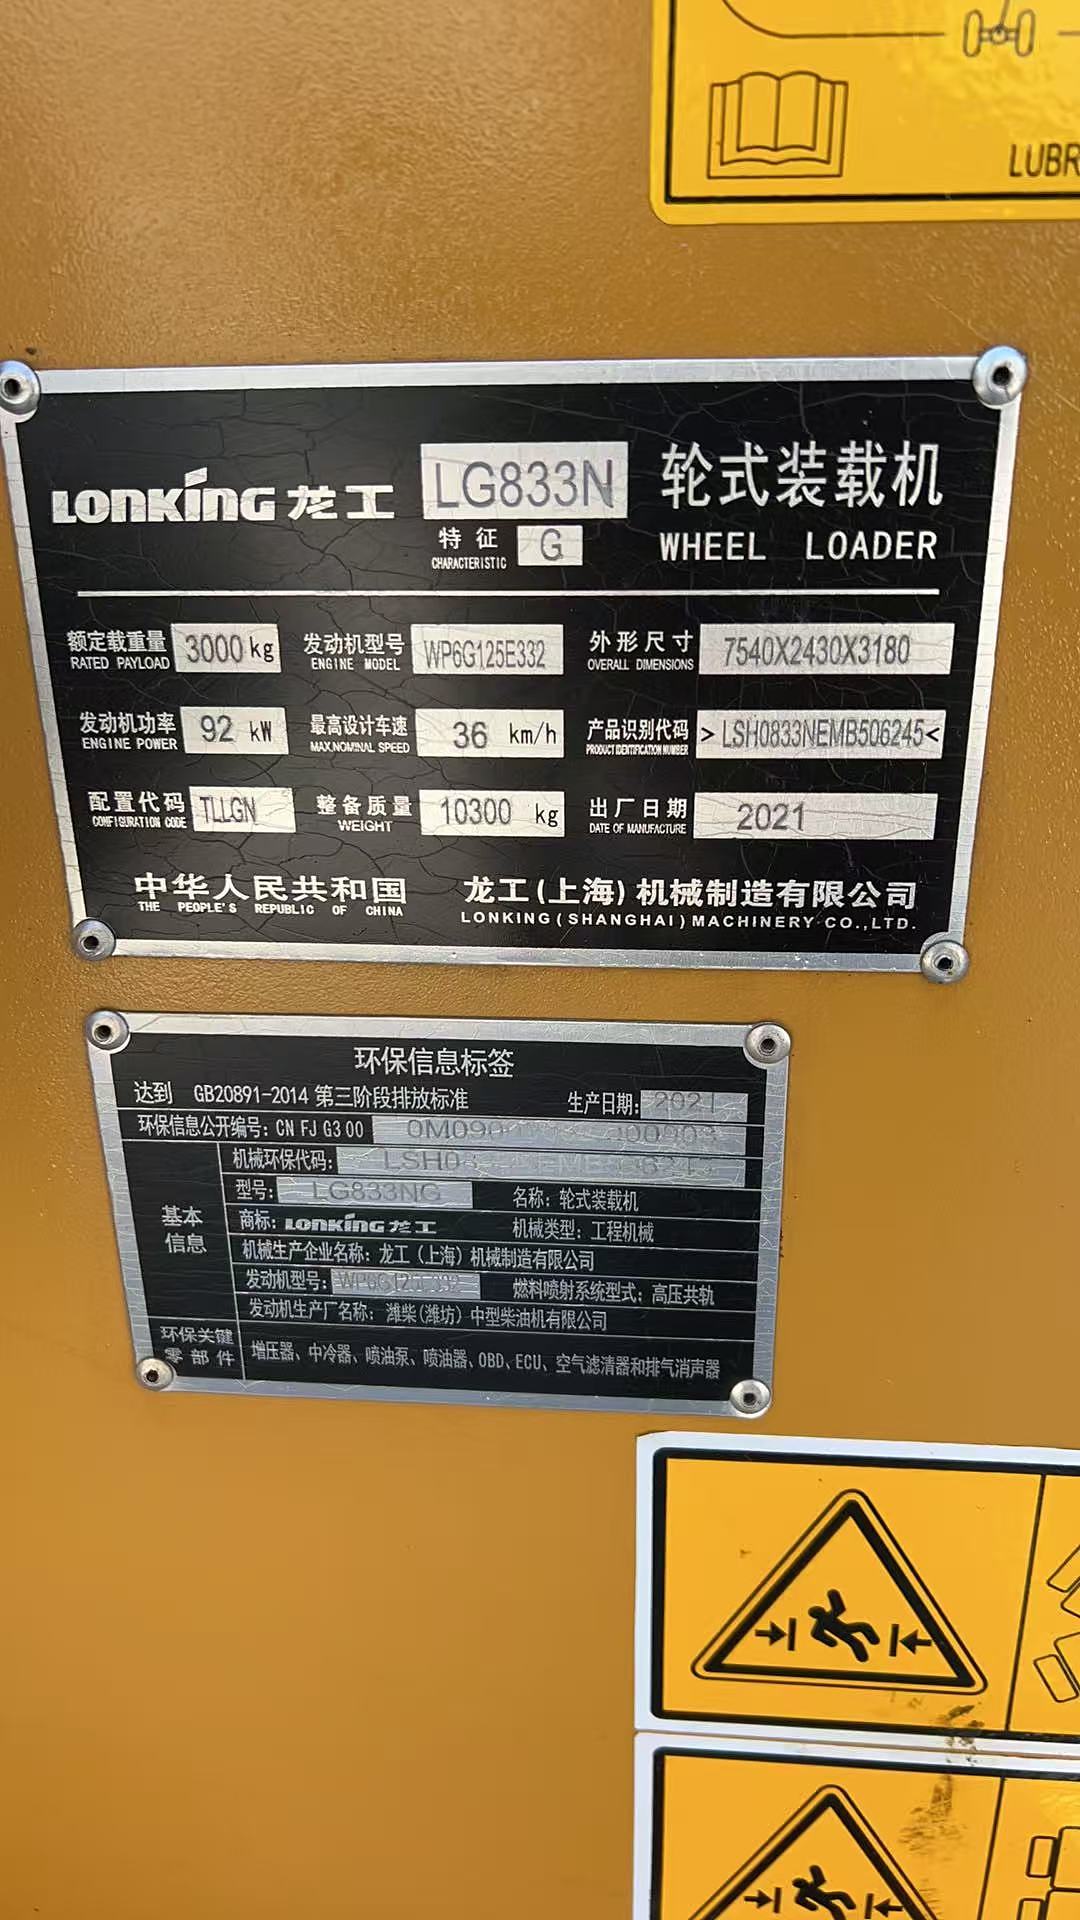 LUBR
LONKING 龙工 LG833N 轮式装载机
特征 G
CHARACTERISTIC
WHEEL LOADER
额定载重量 3000 kg 发动机型号 WP6G125E332 外形尺寸 7540X2430X3180
RATED PAYLOAD ENGINE MODEL OVERALL DIMENSIONS
发动机功率 92 kW 最高设计车速 36 km/h 产品识别代码 >LSH0833NEMB506245<
ENGINE POWER MAX.NOMINAL SPEED PRODUCT IDENTIFICATION NUMBER
配置代码 TLLGN 整备质量 10300 kg 出厂日期 2021
CONFIGURATION CODE WEIGHT DATE OF MANUFACTURE
中华人民共和国 龙工(上海)机械制造有限公司
THE PEOPLE'S REPUBLIC OF CHINA LONKING(SHANGHAI)MACHINERY CO.,LTD.
环保信息标签
达到 GB20891-2014 第三阶段排放标准 生产日期: 2021
环保信息公开编号: CN FJ G3 00
机械环保代码:
型号: LG833NG 名称: 轮式装载机
基本信息
商标: LONKING 龙工 机械类型: 工程机械
机械生产企业名称: 龙工(上海)机械制造有限公司
发动机型号: WP6G125E332 燃料喷射系统型式: 高压共轨
发动机生产厂名称: 潍柴(潍坊)中型柴油机有限公司
环保关键零部件 增压器、中冷器、喷油泵、喷油器、OBD、ECU、空气滤清器和排气消声器